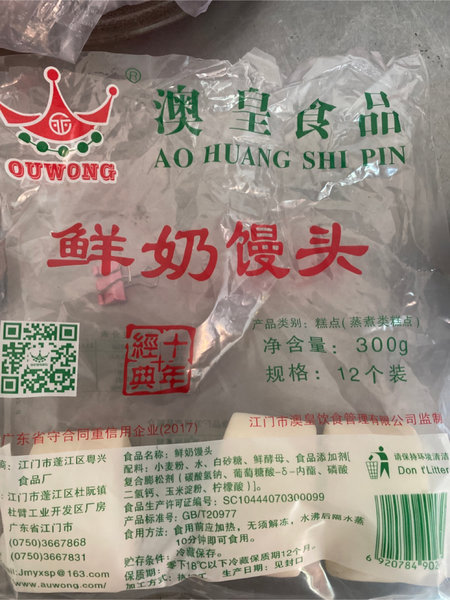 ®
OUWONG
澳皇食品
AO HUANG SHI PIN
鲜奶馒头
产品类别：糕点(蒸煮类糕点)
净含量：300g
规格：12个装
十年
經典
OUWONG
广东省守合同重信用企业(2017)
江门市澳皇饮食管理有限公司监制
江门市蓬江区粤兴
食品厂
江门市蓬江区杜阮镇
杜臂工业开发区厂房
广东省江门市
(0750)3667868
(0750)3667831
Jmyxsp@163.com
www.ouwong.com
食品名称：鲜奶馒头
配料：小麦粉、水、白砂糖、鲜酵母、食品添加剂
复合膨松剂(碳酸氢钠、葡萄糖酸-δ-内酯、磷酸
二氢钙、玉米淀粉、柠檬酸)】。
食品生产许可证编号：SC10444070300099
产品标准号：GB/T20977
食用方法：食用前应加热，无须解冻，水沸后隔水蒸
10分钟即可食用。
贮存条件：冷藏保存。
保质期：零下18℃以下冷藏保质期12个月。
加工方式： 生产日期：见封口
请保持环境清洁
Don't Litter
6 920784 902